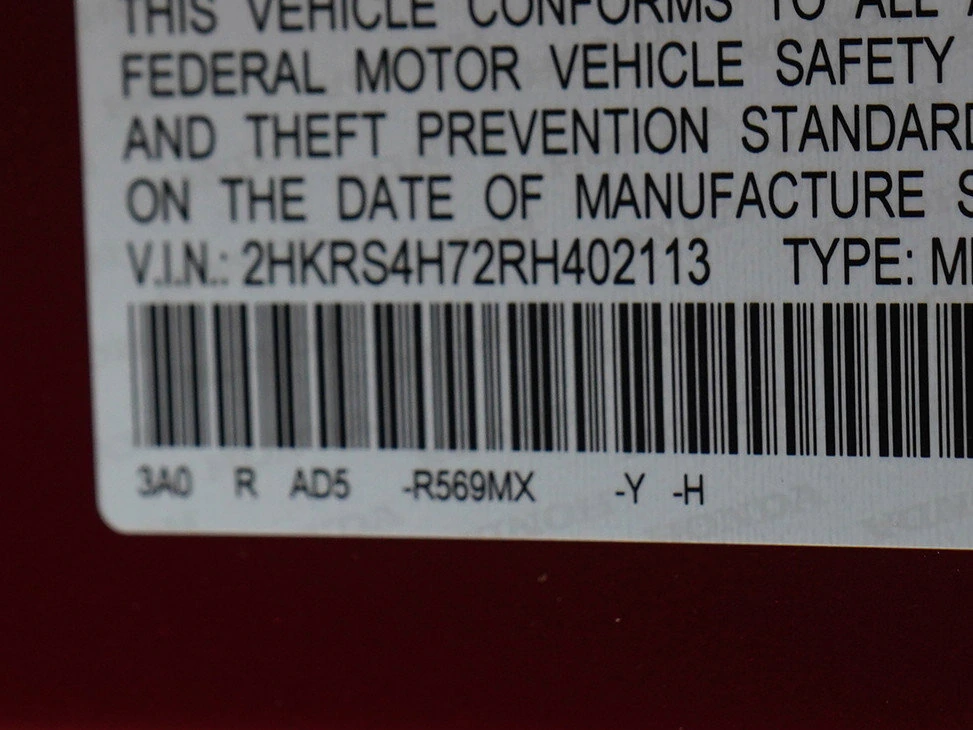 THIS VEHICLE CONFORMS TO ALL
FEDERAL MOTOR VEHICLE SAFETY
AND THEFT PREVENTION STANDARD
ON THE DATE OF MANUFACTURE S
V.I.N.: 2HKRS4H72RH402113 TYPE: M
3A0 R AD5 -R569MX -Y -H